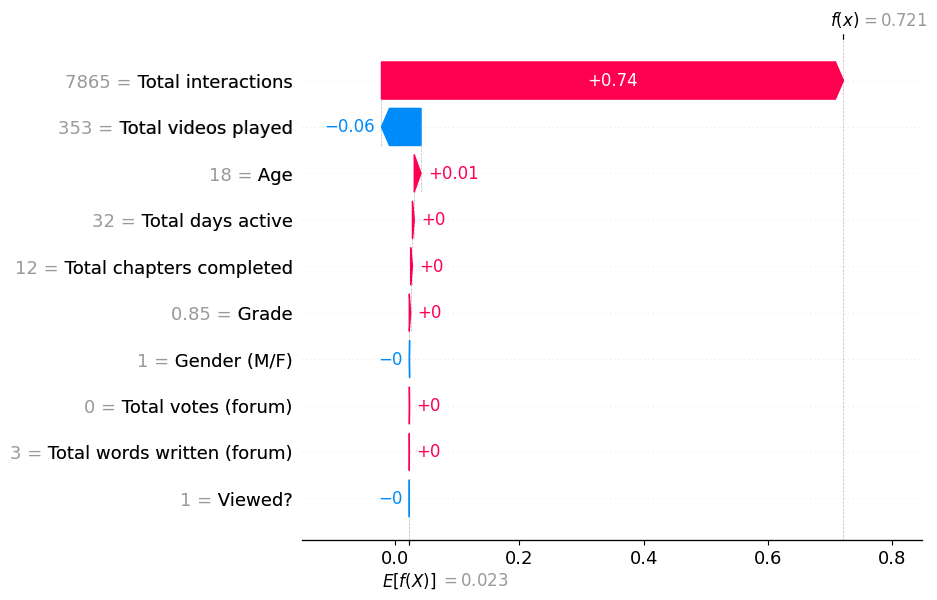 f(x) = 0.721
7865 = Total interactions +0.74
353 = Total videos played −0.06
18 = Age +0.01
32 = Total days active +0
12 = Total chapters completed +0
0.85 = Grade +0
1 = Gender (M/F) −0
0 = Total votes (forum) +0
3 = Total words written (forum) +0
1 = Viewed? −0
0.0 0.2 0.4 0.6 0.8
E[f(X)] = 0.023